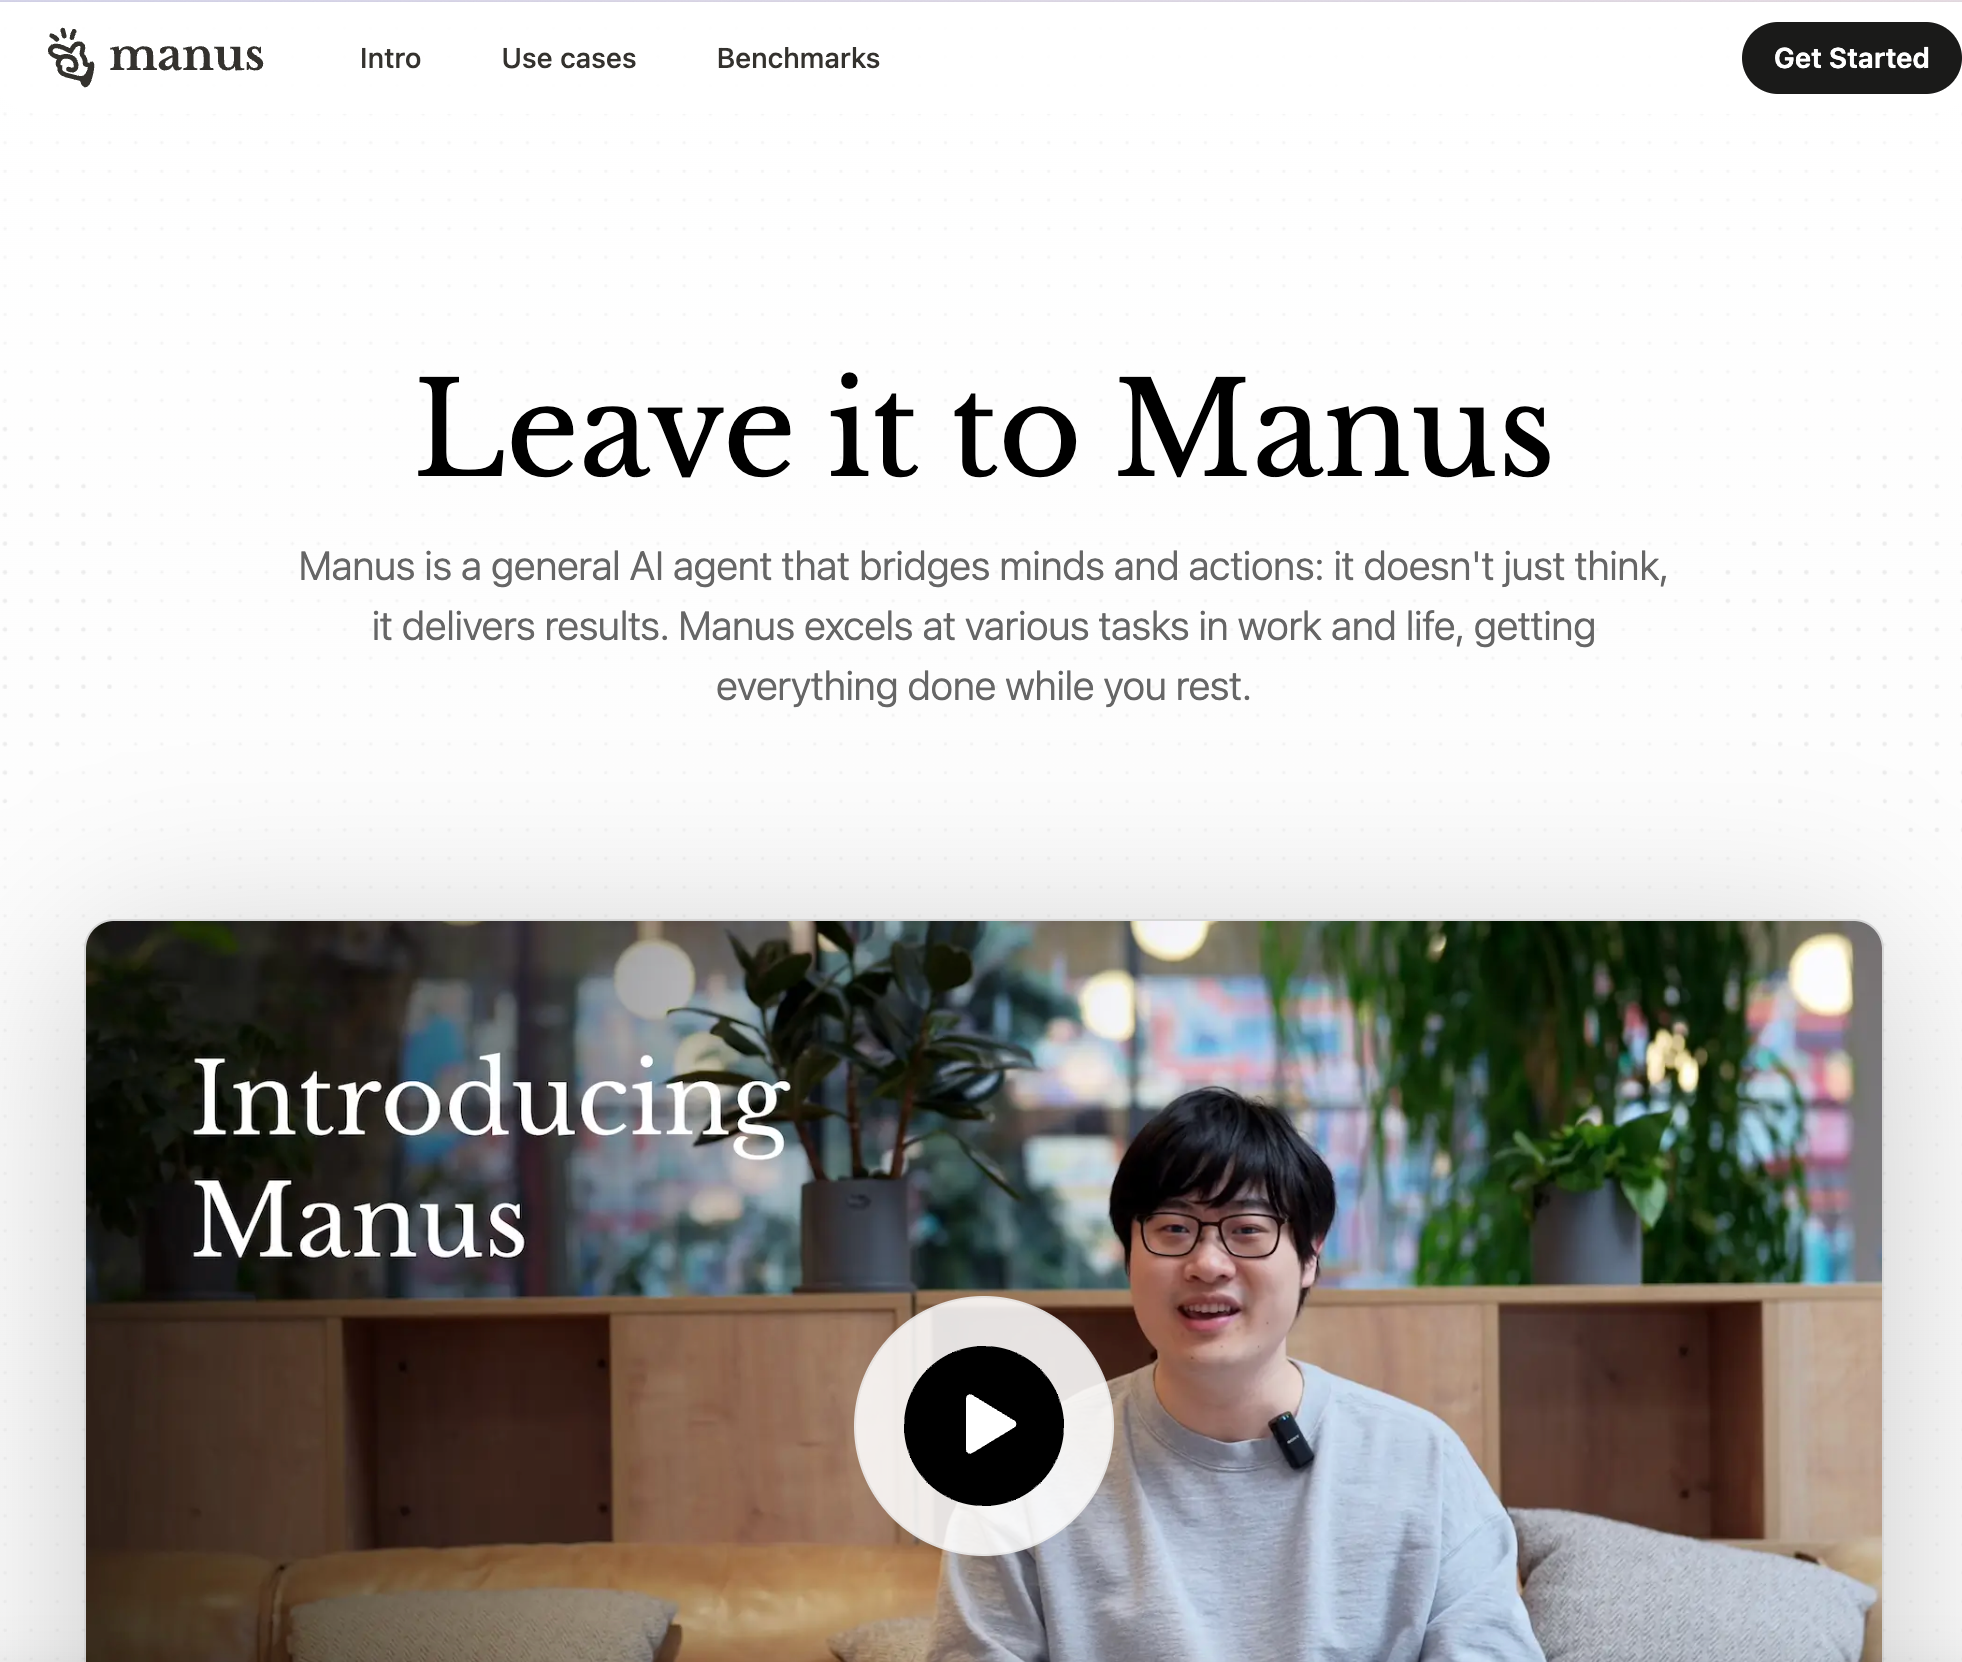 manus
Intro
Use cases
Benchmarks
Get Started
Leave it to Manus
Manus is a general AI agent that bridges minds and actions: it doesn't just think,
it delivers results. Manus excels at various tasks in work and life, getting
everything done while you rest.
Introducing
Manus